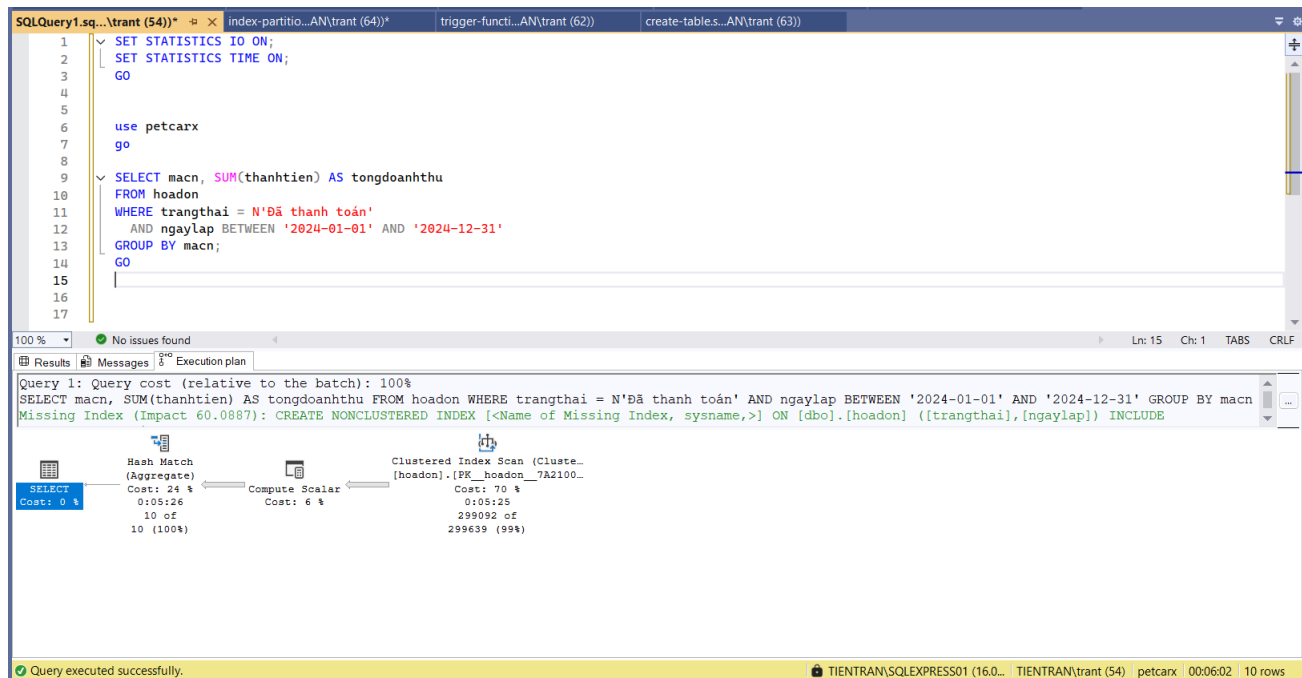 SQLQuery1.sq...\trant (54))* index-partitio...AN\trant (64))* trigger-functi...AN\trant (62)) create-table.s...AN\trant (63))
1 SET STATISTICS IO ON;
2 SET STATISTICS TIME ON;
3 GO
4
5
6 use petcarx
7 go
8
9 SELECT macn, SUM(thanhtien) AS tongdoanhthu
10 FROM hoadon
11 WHERE trangthai = N'Đã thanh toán'
12 AND ngaylap BETWEEN '2024-01-01' AND '2024-12-31'
13 GROUP BY macn;
14 GO
15
16
17
100 % No issues found Ln: 15 Ch: 1 TABS CRLF
Results Messages Execution plan
Query 1: Query cost (relative to the batch): 100%
SELECT macn, SUM(thanhtien) AS tongdoanhthu FROM hoadon WHERE trangthai = N'Đã thanh toán' AND ngaylap BETWEEN '2024-01-01' AND '2024-12-31' GROUP BY macn
Missing Index (Impact 60.0887): CREATE NONCLUSTERED INDEX [<Name of Missing Index, sysname,>] ON [dbo].[hoadon] ([trangthai],[ngaylap]) INCLUDE
SELECT
Cost: 0 %
Hash Match
(Aggregate)
Cost: 24 %
0:05:26
10 of
10 (100%)
Compute Scalar
Cost: 6 %
Clustered Index Scan (Cluste...
[hoadon].[PK__hoadon__7A2100...
Cost: 70 %
0:05:25
299092 of
299639 (99%)
Query executed successfully. TIENTRAN\SQLEXPRESS01 (16.0... TIENTRAN\trant (54) petcarx 00:06:02 10 rows